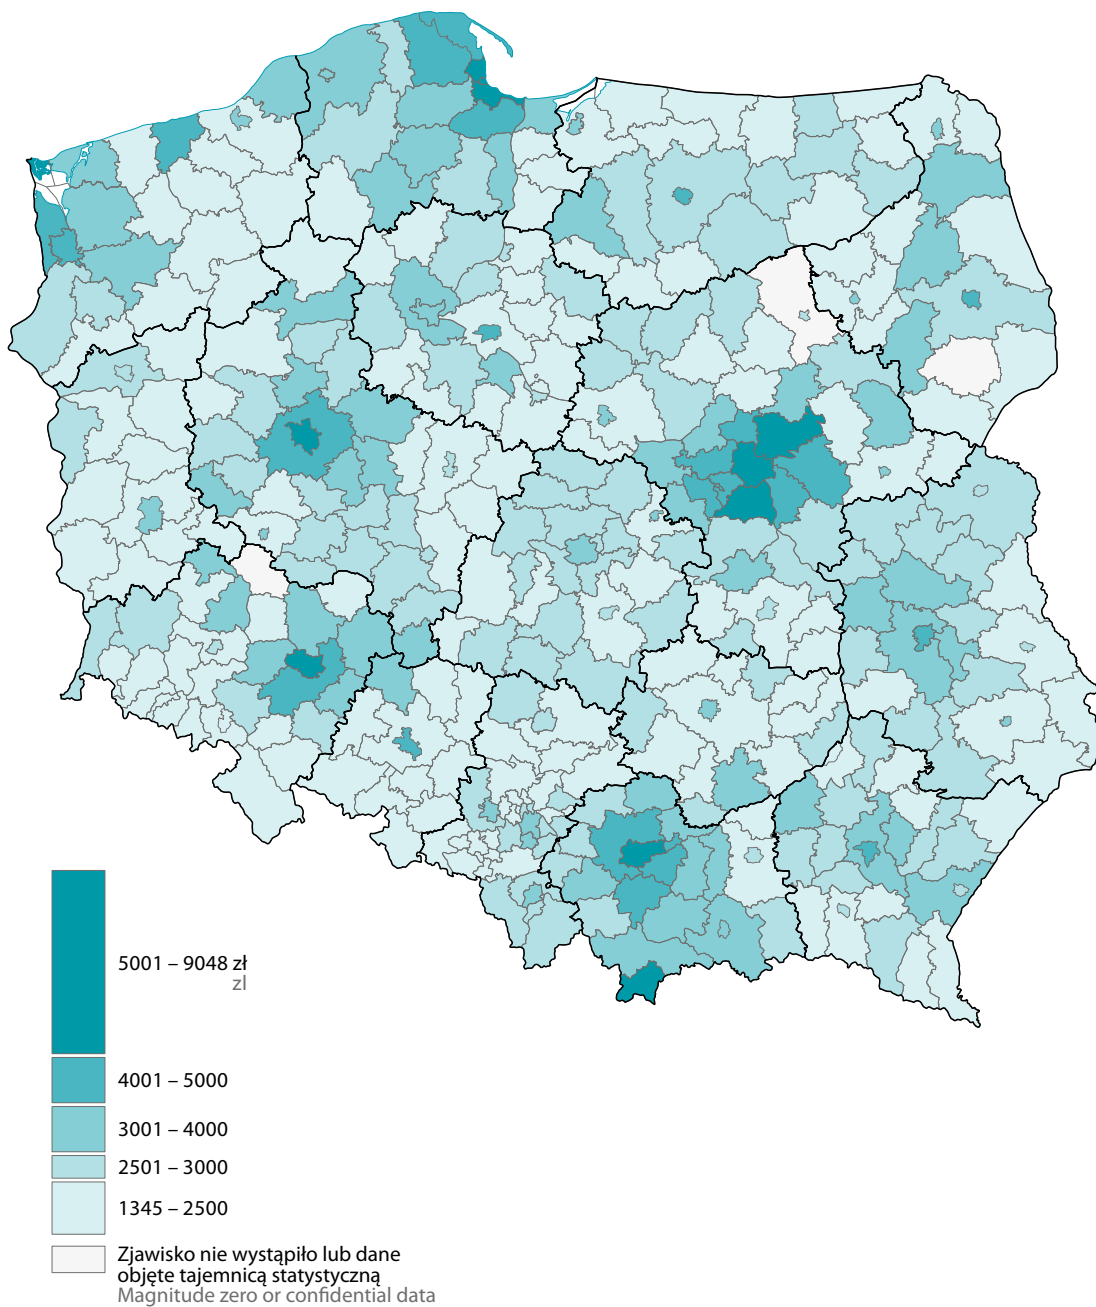 5001 – 9048 zł
zl
4001 – 5000
3001 – 4000
2501 – 3000
1345 – 2500
Zjawisko nie wystąpiło lub dane
objęte tajemnicą statystyczną
Magnitude zero or confidential data